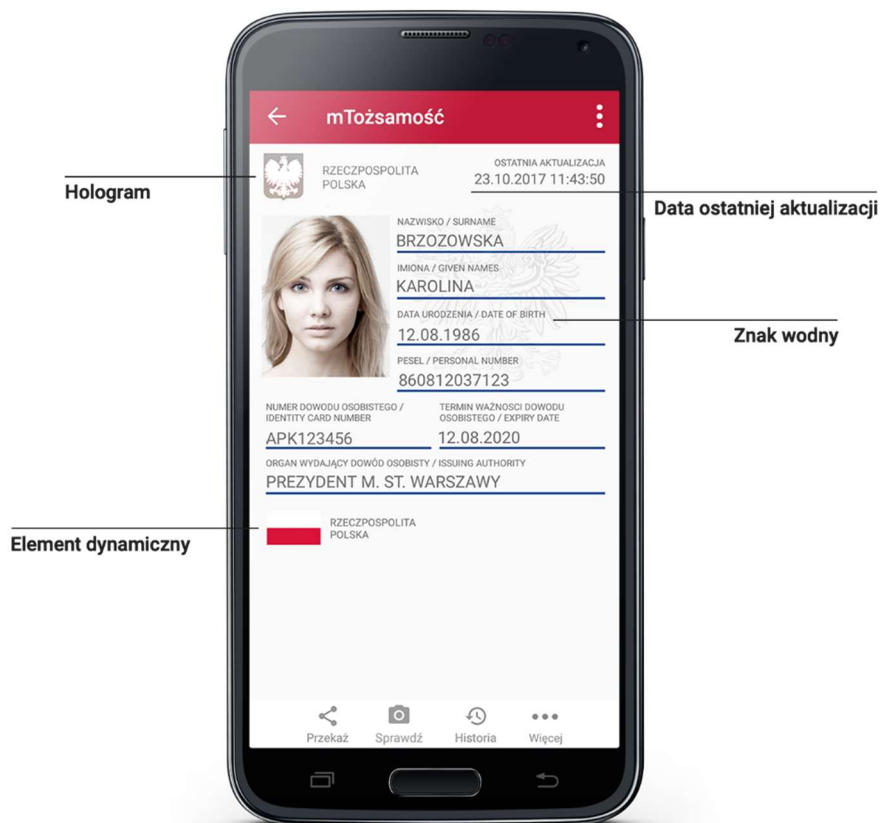 mTożsamość
RZECZPOSPOLITA
POLSKA
OSTATNIA AKTUALIZACJA
23.10.2017 11:43:50
Hologram
Data ostatniej aktualizacji
NAZWISKO / SURNAME
BRZOZOWSKA
IMIONA / GIVEN NAMES
KAROLINA
DATA URODZENIA / DATE OF BIRTH
12.08.1986
Znak wodny
PESEL / PERSONAL NUMBER
860812037123
NUMER DOWODU OSOBISTEGO /
IDENTITY CARD NUMBER
APK123456
TERMIN WAŻNOSCI DOWODU
OSOBISTEGO / EXPIRY DATE
12.08.2020
ORGAN WYDAJĄCY DOWÓD OSOBISTY / ISSUING AUTHORITY
PREZYDENT M. ST. WARSZAWY
RZECZPOSPOLITA
POLSKA
Element dynamiczny
Przekaż
Sprawdź
Historia
Więcej